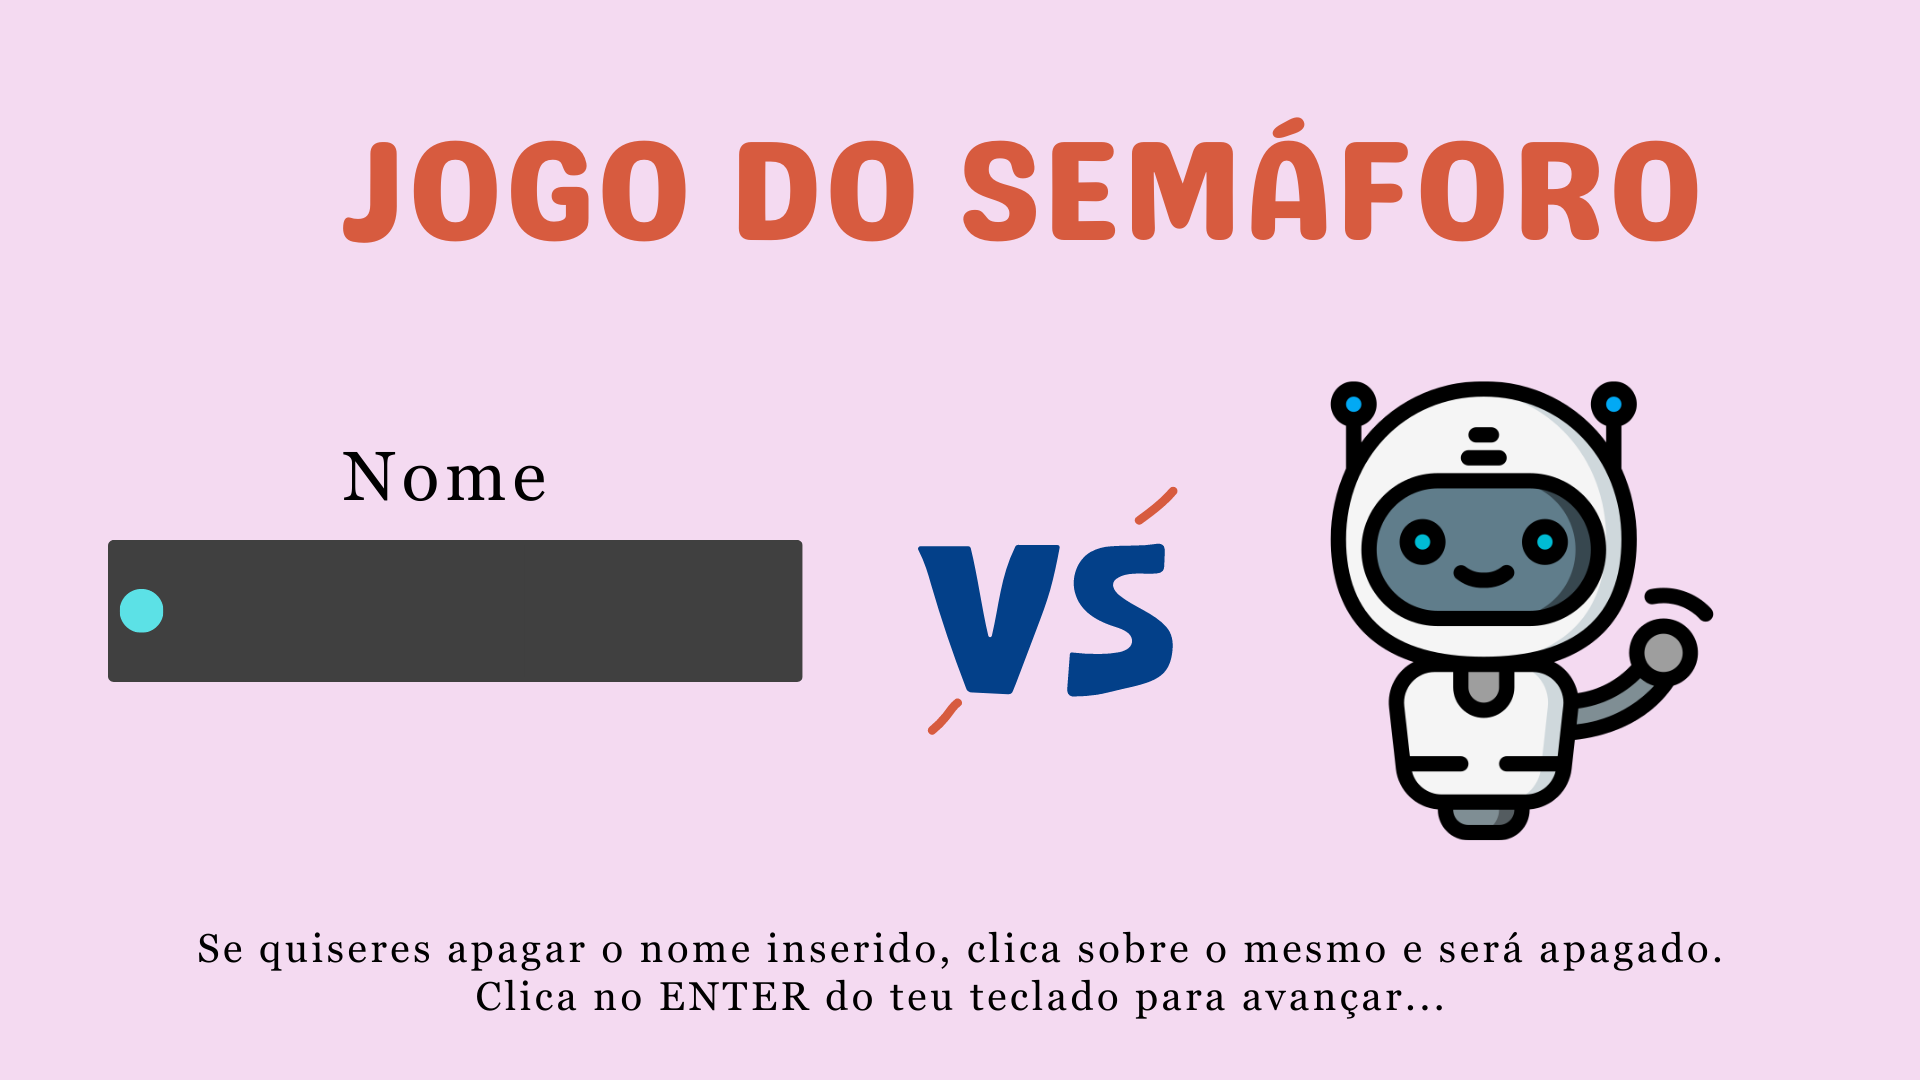 JOGO DO SEMÁFORO
Nome
VS
Se quiseres apagar o nome inserido, clica sobre o mesmo e será apagado.
Clica no ENTER do teu teclado para avançar...